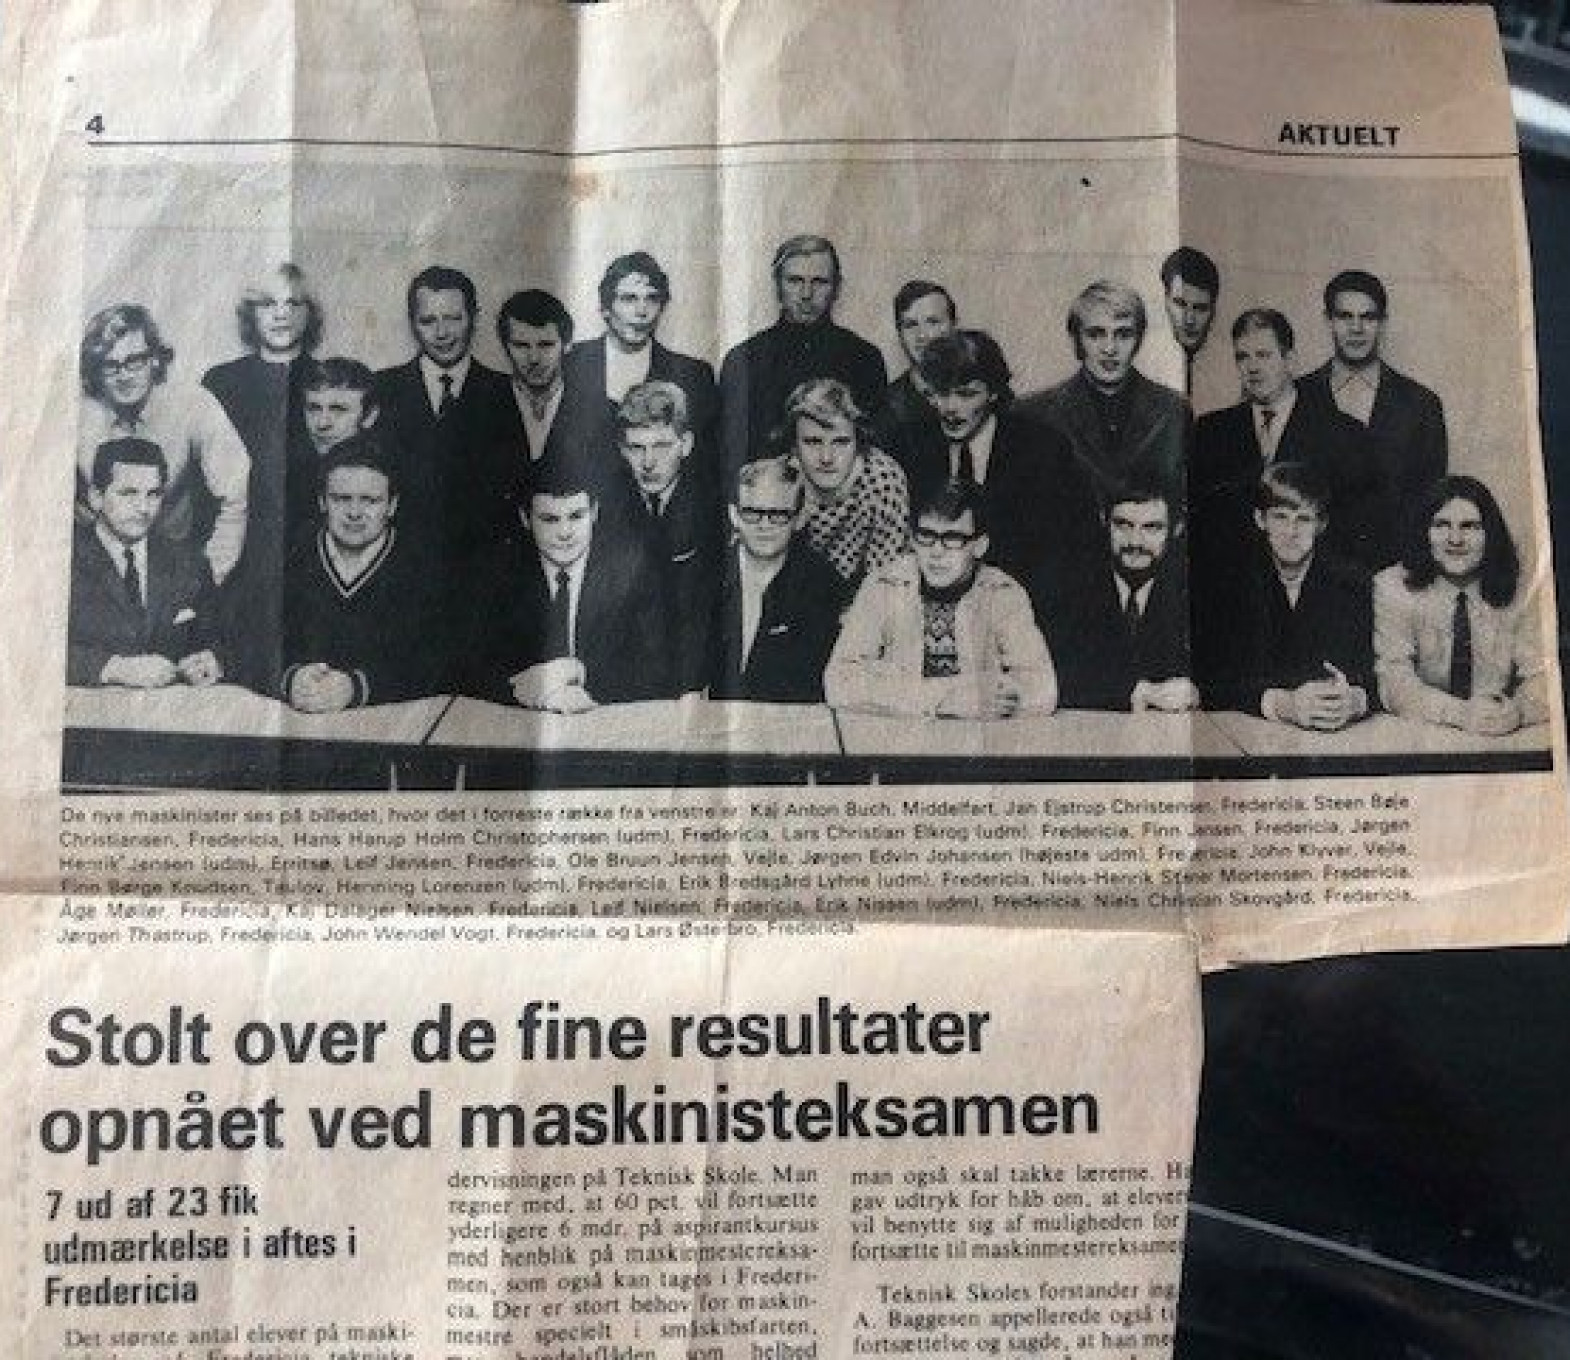 4
AKTUELT
De nye maskinister ses på billedet, hvor det i forreste række fra venstre er: Kaj Anton Buch, Middelfart, Jan Ejstrup Christensen, Fredericia, Steen Bøje
Christiansen, Fredericia, Hans Harup Holm Christophersen (udm), Fredericia, Lars Christian Elkrog (udm), Fredericia, Finn Jensen, Fredericia, Jørgen
Henrik Jensen (udm), Erritsø, Leif Jensen, Fredericia, Ole Bruun Jensen, Vejle, Jørgen Edvin Johansen (højeste udm), Fredericia, John Klyver, Vejle,
Finn Børge Knudsen, Taulov, Henning Lorenzen (udm), Fredericia, Erik Bredsgård Lyhne (udm), Fredericia, Niels-Henrik Mortensen, Fredericia,
Åge Møller, Fredericia, Kaj Dalager Nielsen, Fredericia, Leif Nielsen, Fredericia, Erik Nissen (udm), Fredericia, Niels Christian Skovgård, Fredericia,
Jørgen Thastrup, Fredericia, John Wendel Vogt, Fredericia, og Lars Østerbro, Fredericia.
Stolt over de fine resultater
opnået ved maskinisteksamen
7 ud af 23 fik
udmærkelse i aftes i
Fredericia
Det største antal elever på maski-
Fredericia tekniske
dervisningen på Teknisk Skole. Man
regner med, at 60 pct. vil fortsætte
yderligere 6 mdr. på aspirantkursus
med henblik på maskinmestereksa-
men, som også kan tages i Frederi-
cia. Der er stort behov for maskin-
mestre specielt i småskibsfarten,
handelsflåden som helhed
man også skal takke lærerne. H
gav udtryk for håb om, at elever
vil benytte sig af muligheden for
fortsætte til maskinmestereksame
Teknisk Skoles forstander ing.
A. Baggesen appellerede også ti
fortsættelse og sagde, at han me